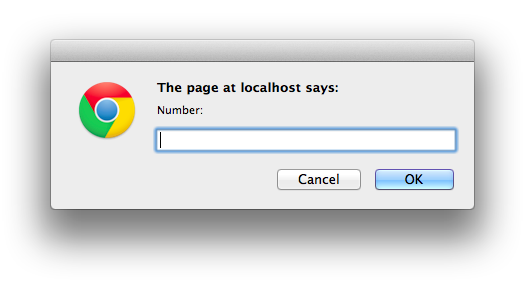 The page at localhost says:
Number:
Cancel
OK